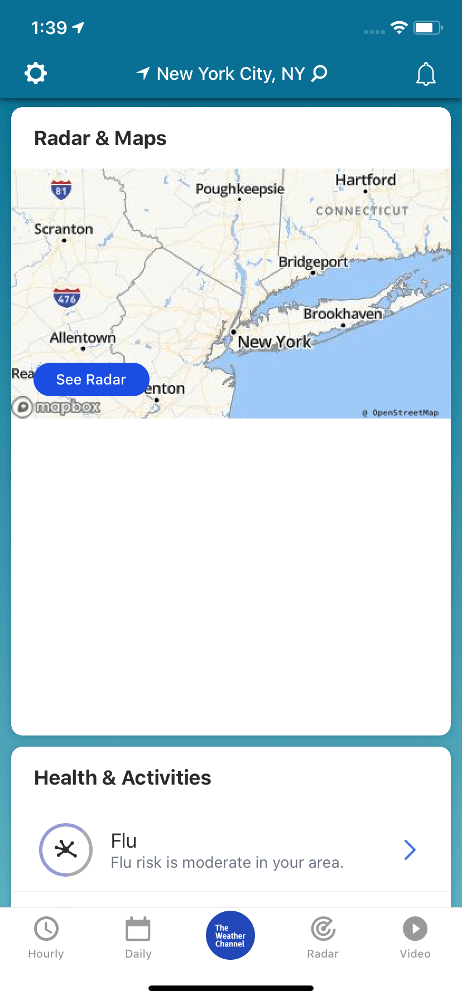 1:39
New York City, NY
Radar & Maps
81
Poughkeepsie
Hartford
CONNECTICUT
Scranton
Bridgeport
476
Brookhaven
Allentown
New York
Rea
See Radar
enton
mapbox
@ OpenStreetMap
Health & Activities
Flu
Flu risk is moderate in your area.
The
Weather
Channel
Hourly
Daily
Radar
Video